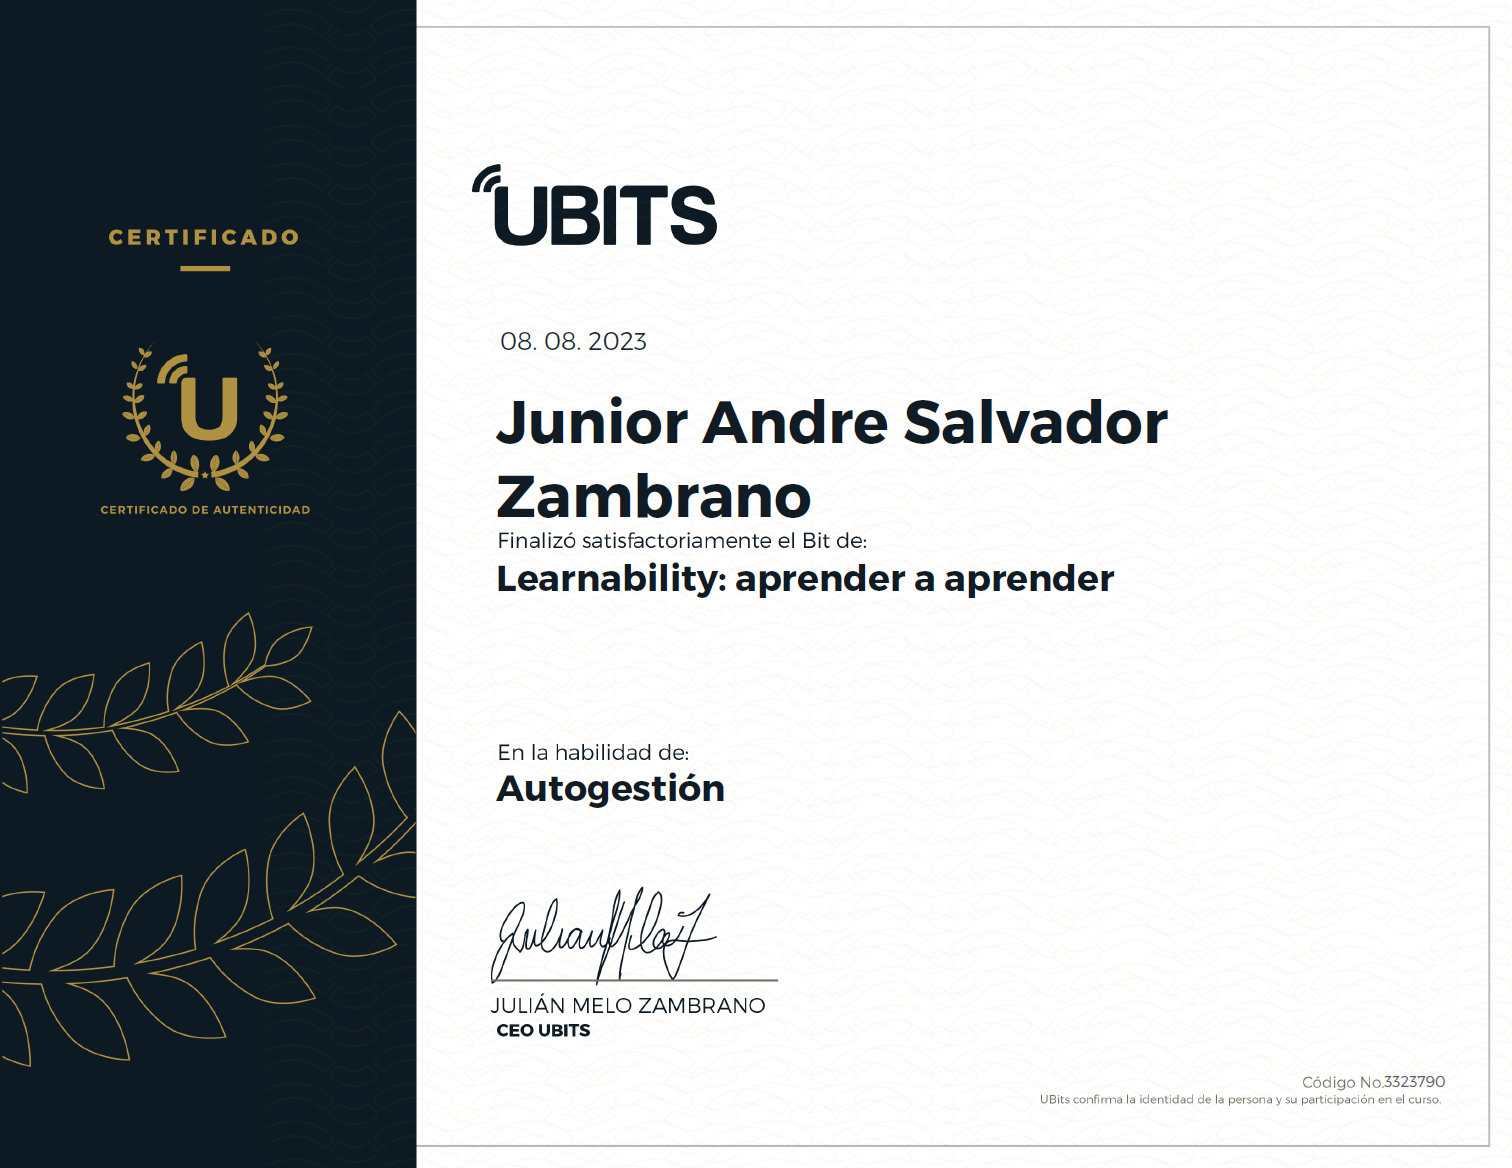 CERTIFICADO
U
CERTIFICADO DE AUTENTICIDAD
UBITS
08. 08. 2023
Junior Andre Salvador
Zambrano
Finalizó satisfactoriamente el Bit de:
Learnability: aprender a aprender
En la habilidad de:
Autogestión
JULIÁN MELO ZAMBRANO
CEO UBITS
Código No.3323790
UBits confirma la identidad de la persona y su participación en el curso.